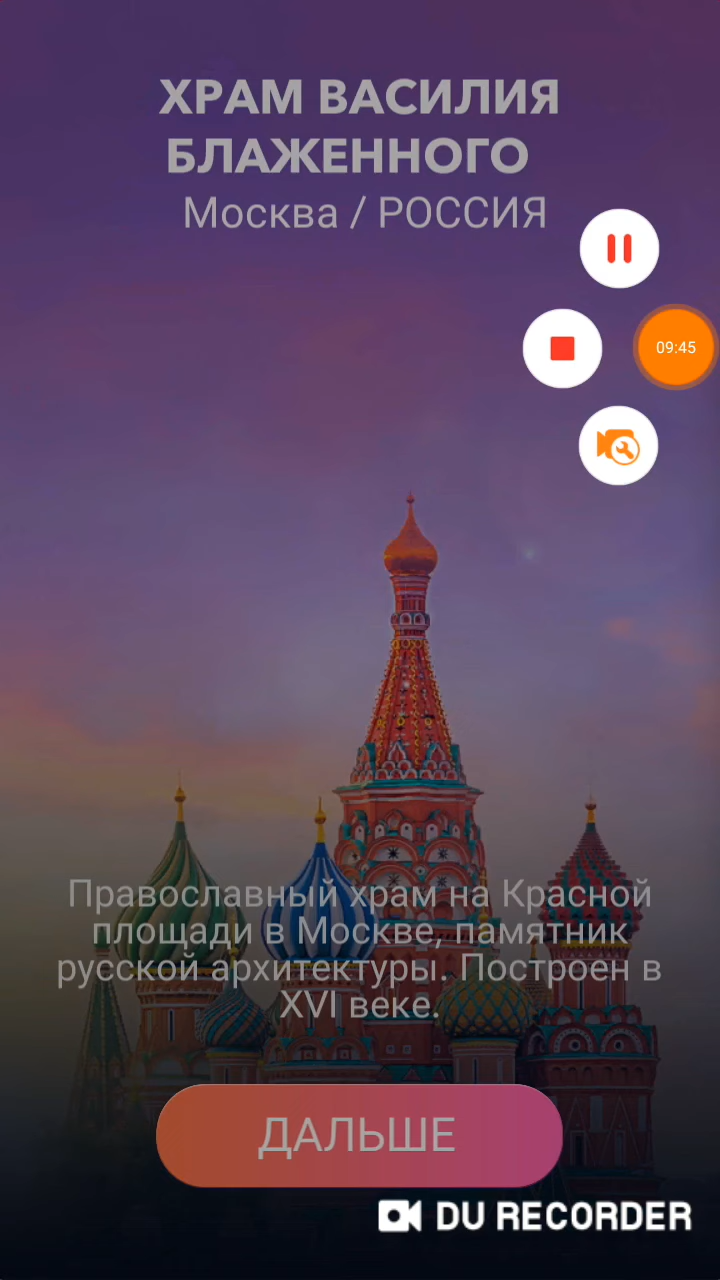 ХРАМ ВАСИЛИЯ
БЛАЖЕННОГО
Москва / РОССИЯ
09:45
Православный храм на Красной
площади в Москве, памятник
русской архитектуры. Построен в
XVI веке.
ДАЛЬШЕ
DU RECORDER